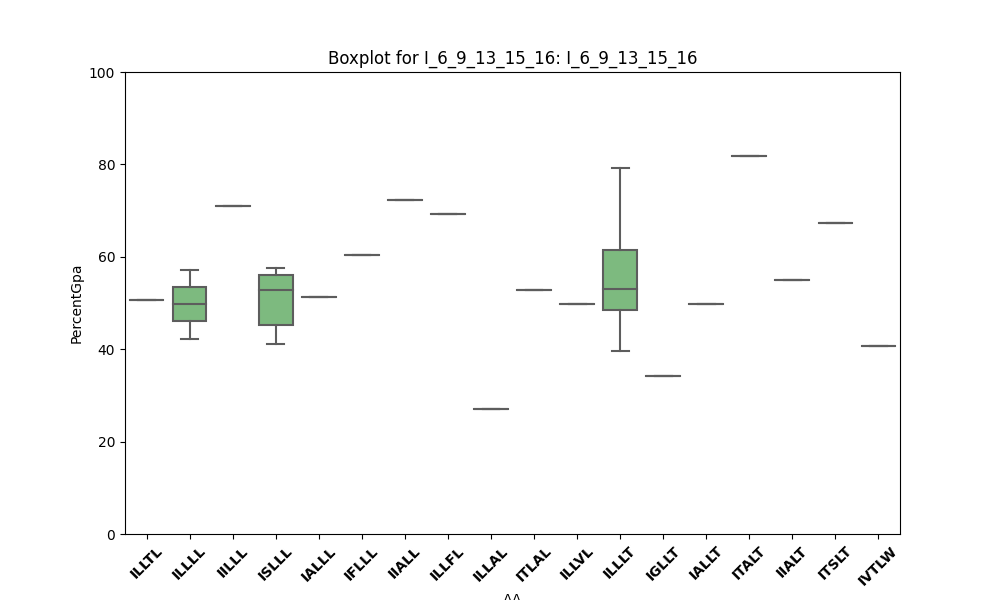 Boxplot for I_6_9_13_15_16: I_6_9_13_15_16
100
80
60
40
20
0
PercentGpa
ILLTL
ILLLL
IILLL
ISLLL
IALLL
IFLLL
IIALL
ILLFL
ILLAL
ITLAL
ILLVL
ILLLT
IGLLT
IALLT
ITALT
IIALT
ITSLT
IVTLW